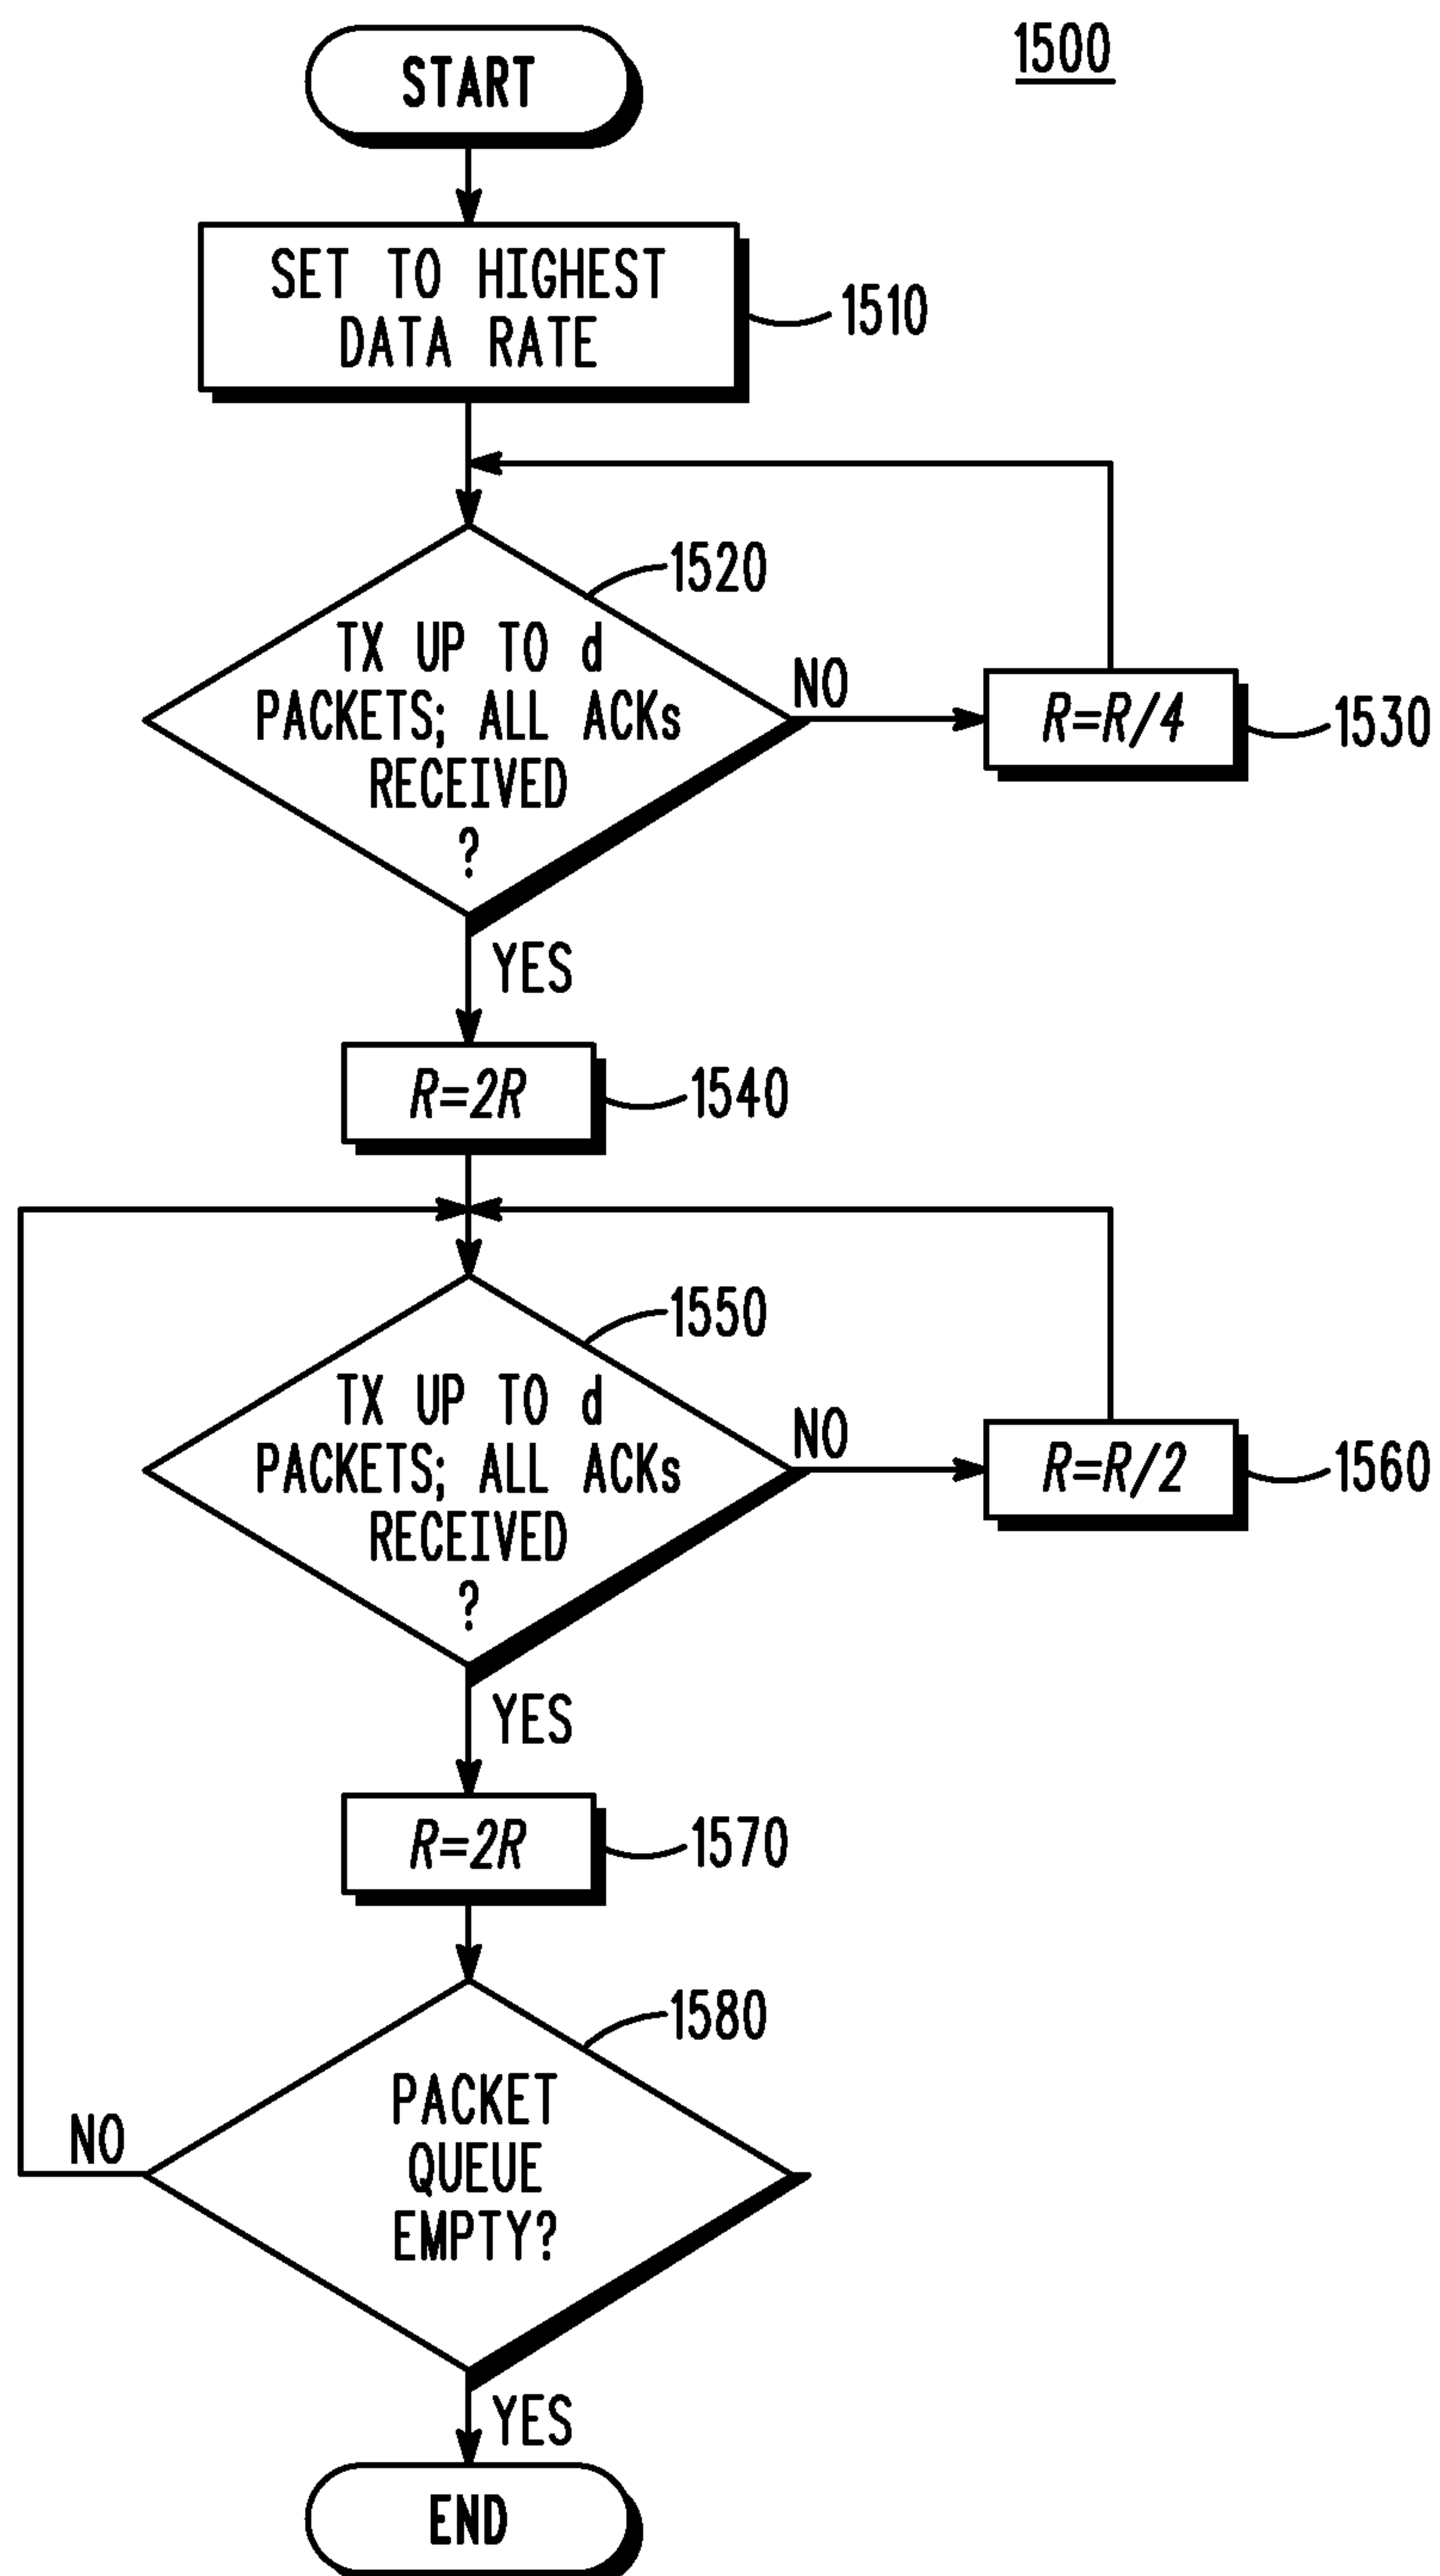 1500
START
SET TO HIGHEST
DATA RATE
1510
1520
TX UP TO d
PACKETS; ALL ACKs
RECEIVED
?
NO
R=R/4
1530
YES
R=2R
1540
1550
TX UP TO d
PACKETS; ALL ACKs
RECEIVED
?
NO
R=R/2
1560
YES
R=2R
1570
1580
PACKET
QUEUE
EMPTY?
NO
YES
END